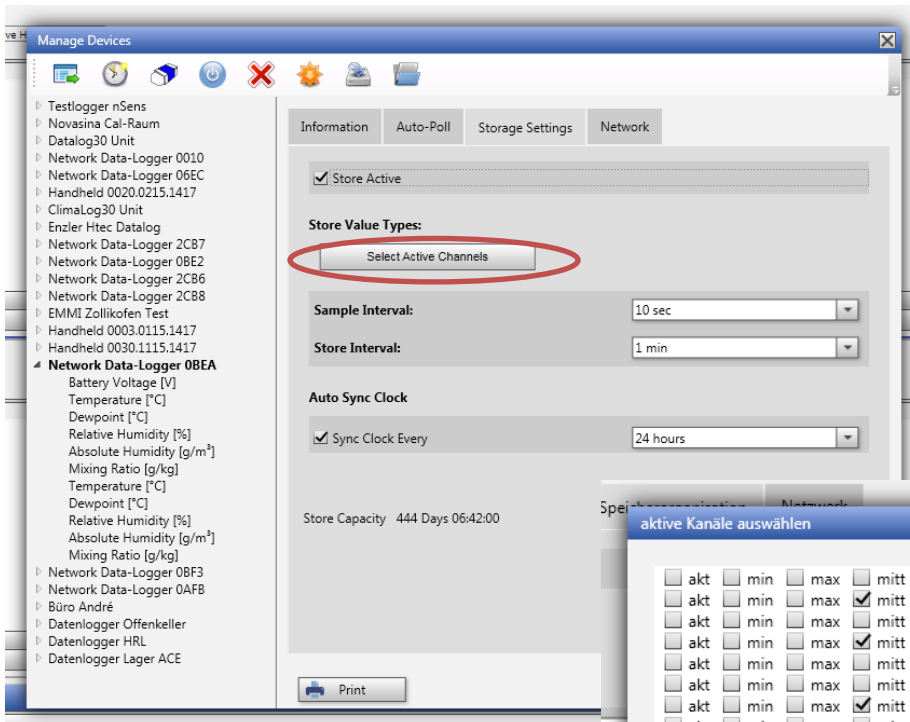 ve H
Manage Devices
Testlogger nSens
Novasina Cal-Raum
Datalog30 Unit
Network Data-Logger 0010
Network Data-Logger 06EC
Handheld 0020.0215.1417
ClimaLog30 Unit
Enzler Htec Datalog
Network Data-Logger 2CB7
Network Data-Logger 0BE2
Network Data-Logger 2CB6
Network Data-Logger 2CB8
EMMI Zollikofen Test
Handheld 0003.0115.1417
Handheld 0030.1115.1417
Network Data-Logger 0BEA
Battery Voltage [V]
Temperature [°C]
Dewpoint [°C]
Relative Humidity [%]
Absolute Humidity [g/m³]
Mixing Ratio [g/kg]
Temperature [°C]
Dewpoint [°C]
Relative Humidity [%]
Absolute Humidity [g/m³]
Mixing Ratio [g/kg]
Network Data-Logger 0BF3
Network Data-Logger 0AFB
Büro André
Datenlogger Offenkeller
Datenlogger HRL
Datenlogger Lager ACE
Information Auto-Poll Storage Settings Network
Store Active
Store Value Types:
Select Active Channels
Sample Interval: 10 sec
Store Interval: 1 min
Auto Sync Clock
Sync Clock Every 24 hours
Store Capacity 444 Days 06:42:00
Print
Speicherorganisation Netzwerk
aktive Kanäle auswählen
akt min max mitt
akt min max mitt
akt min max mitt
akt min max mitt
akt min max mitt
akt min max mitt
akt min max mitt